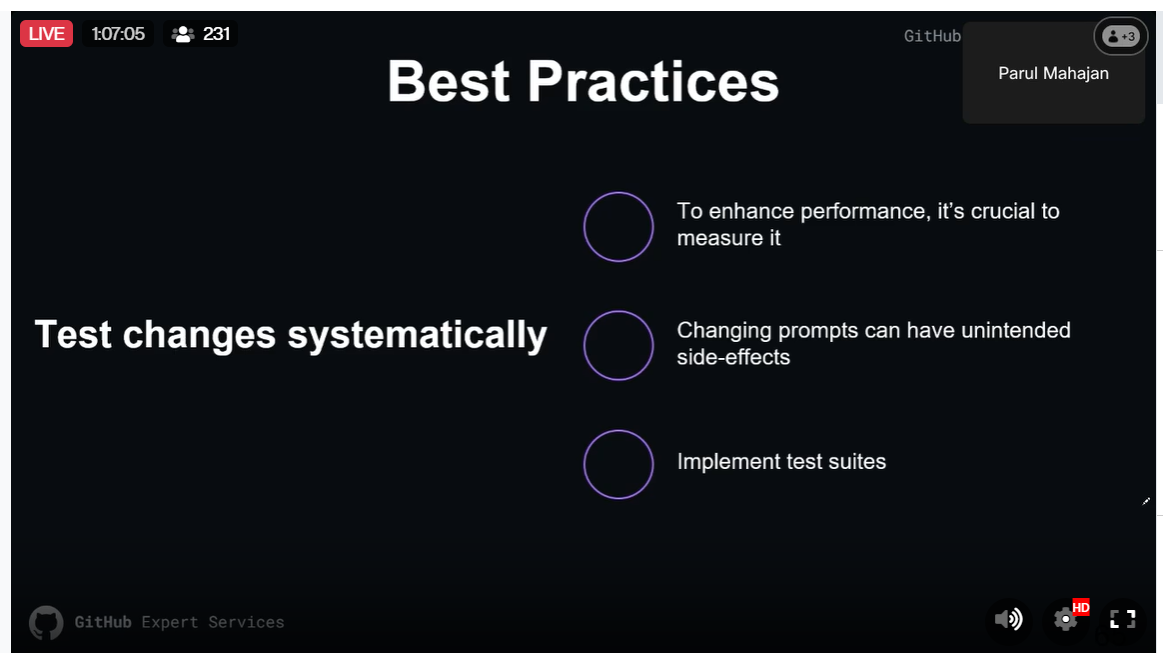 LIVE 1:07:05 231
GitHub
+3
Parul Mahajan
Best Practices
To enhance performance, it’s crucial to
measure it
Test changes systematically
Changing prompts can have unintended
side-effects
Implement test suites
GitHub Expert Services
HD